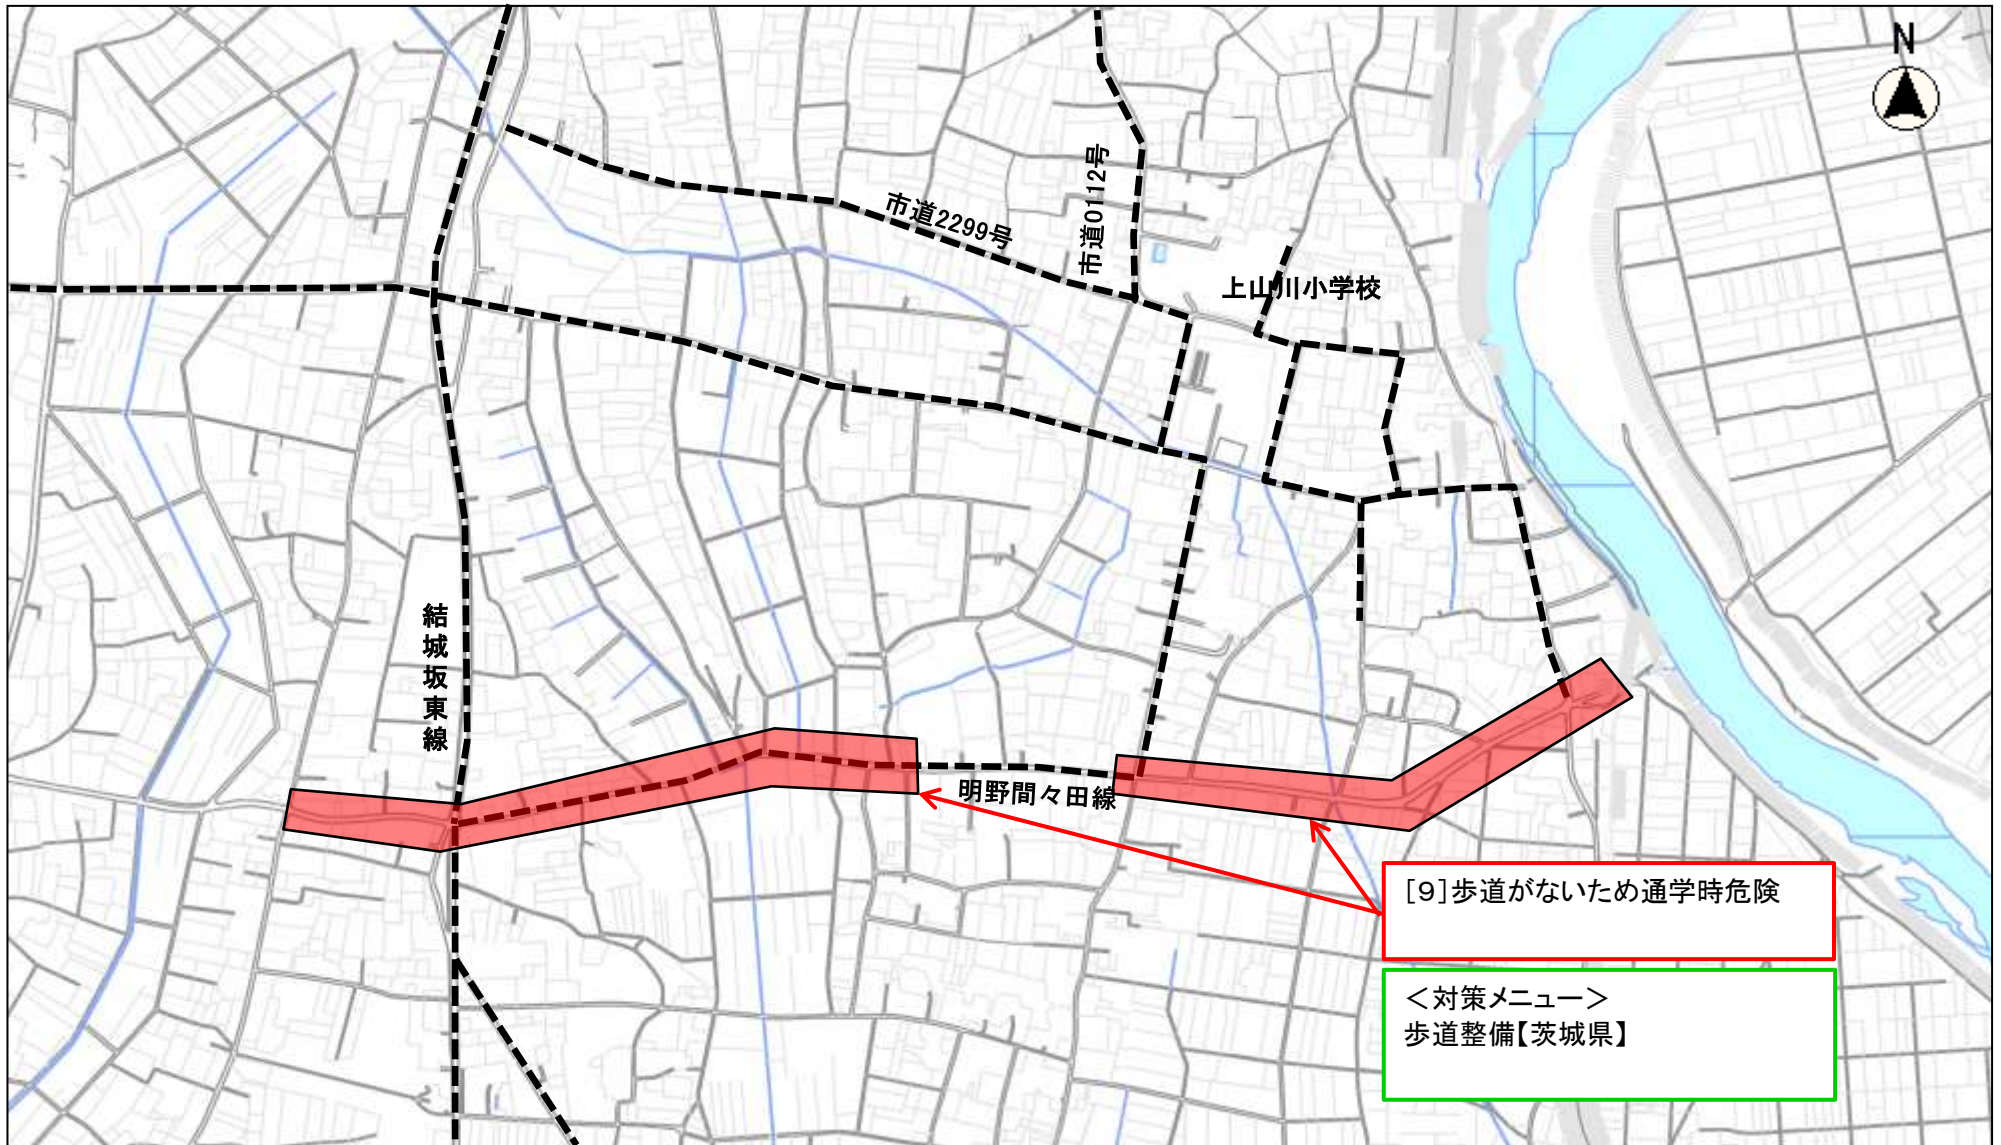 N
市道2299号
市道0112号
上山川小学校
結城坂東線
明野間々田線
[9]歩道がないため通学時危険
＜対策メニュー＞
歩道整備【茨城県】